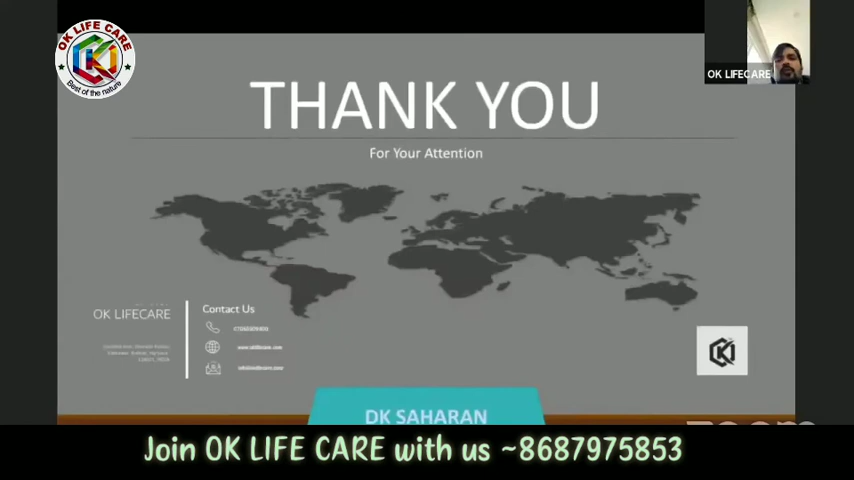 OK LIFE CARE
Best of the nature
OK LIFECARE
THANK YOU
For Your Attention
OK LIFECARE
Contact Us
DK SAHARAN
zoom
Join OK LIFE CARE with us ~8687975853